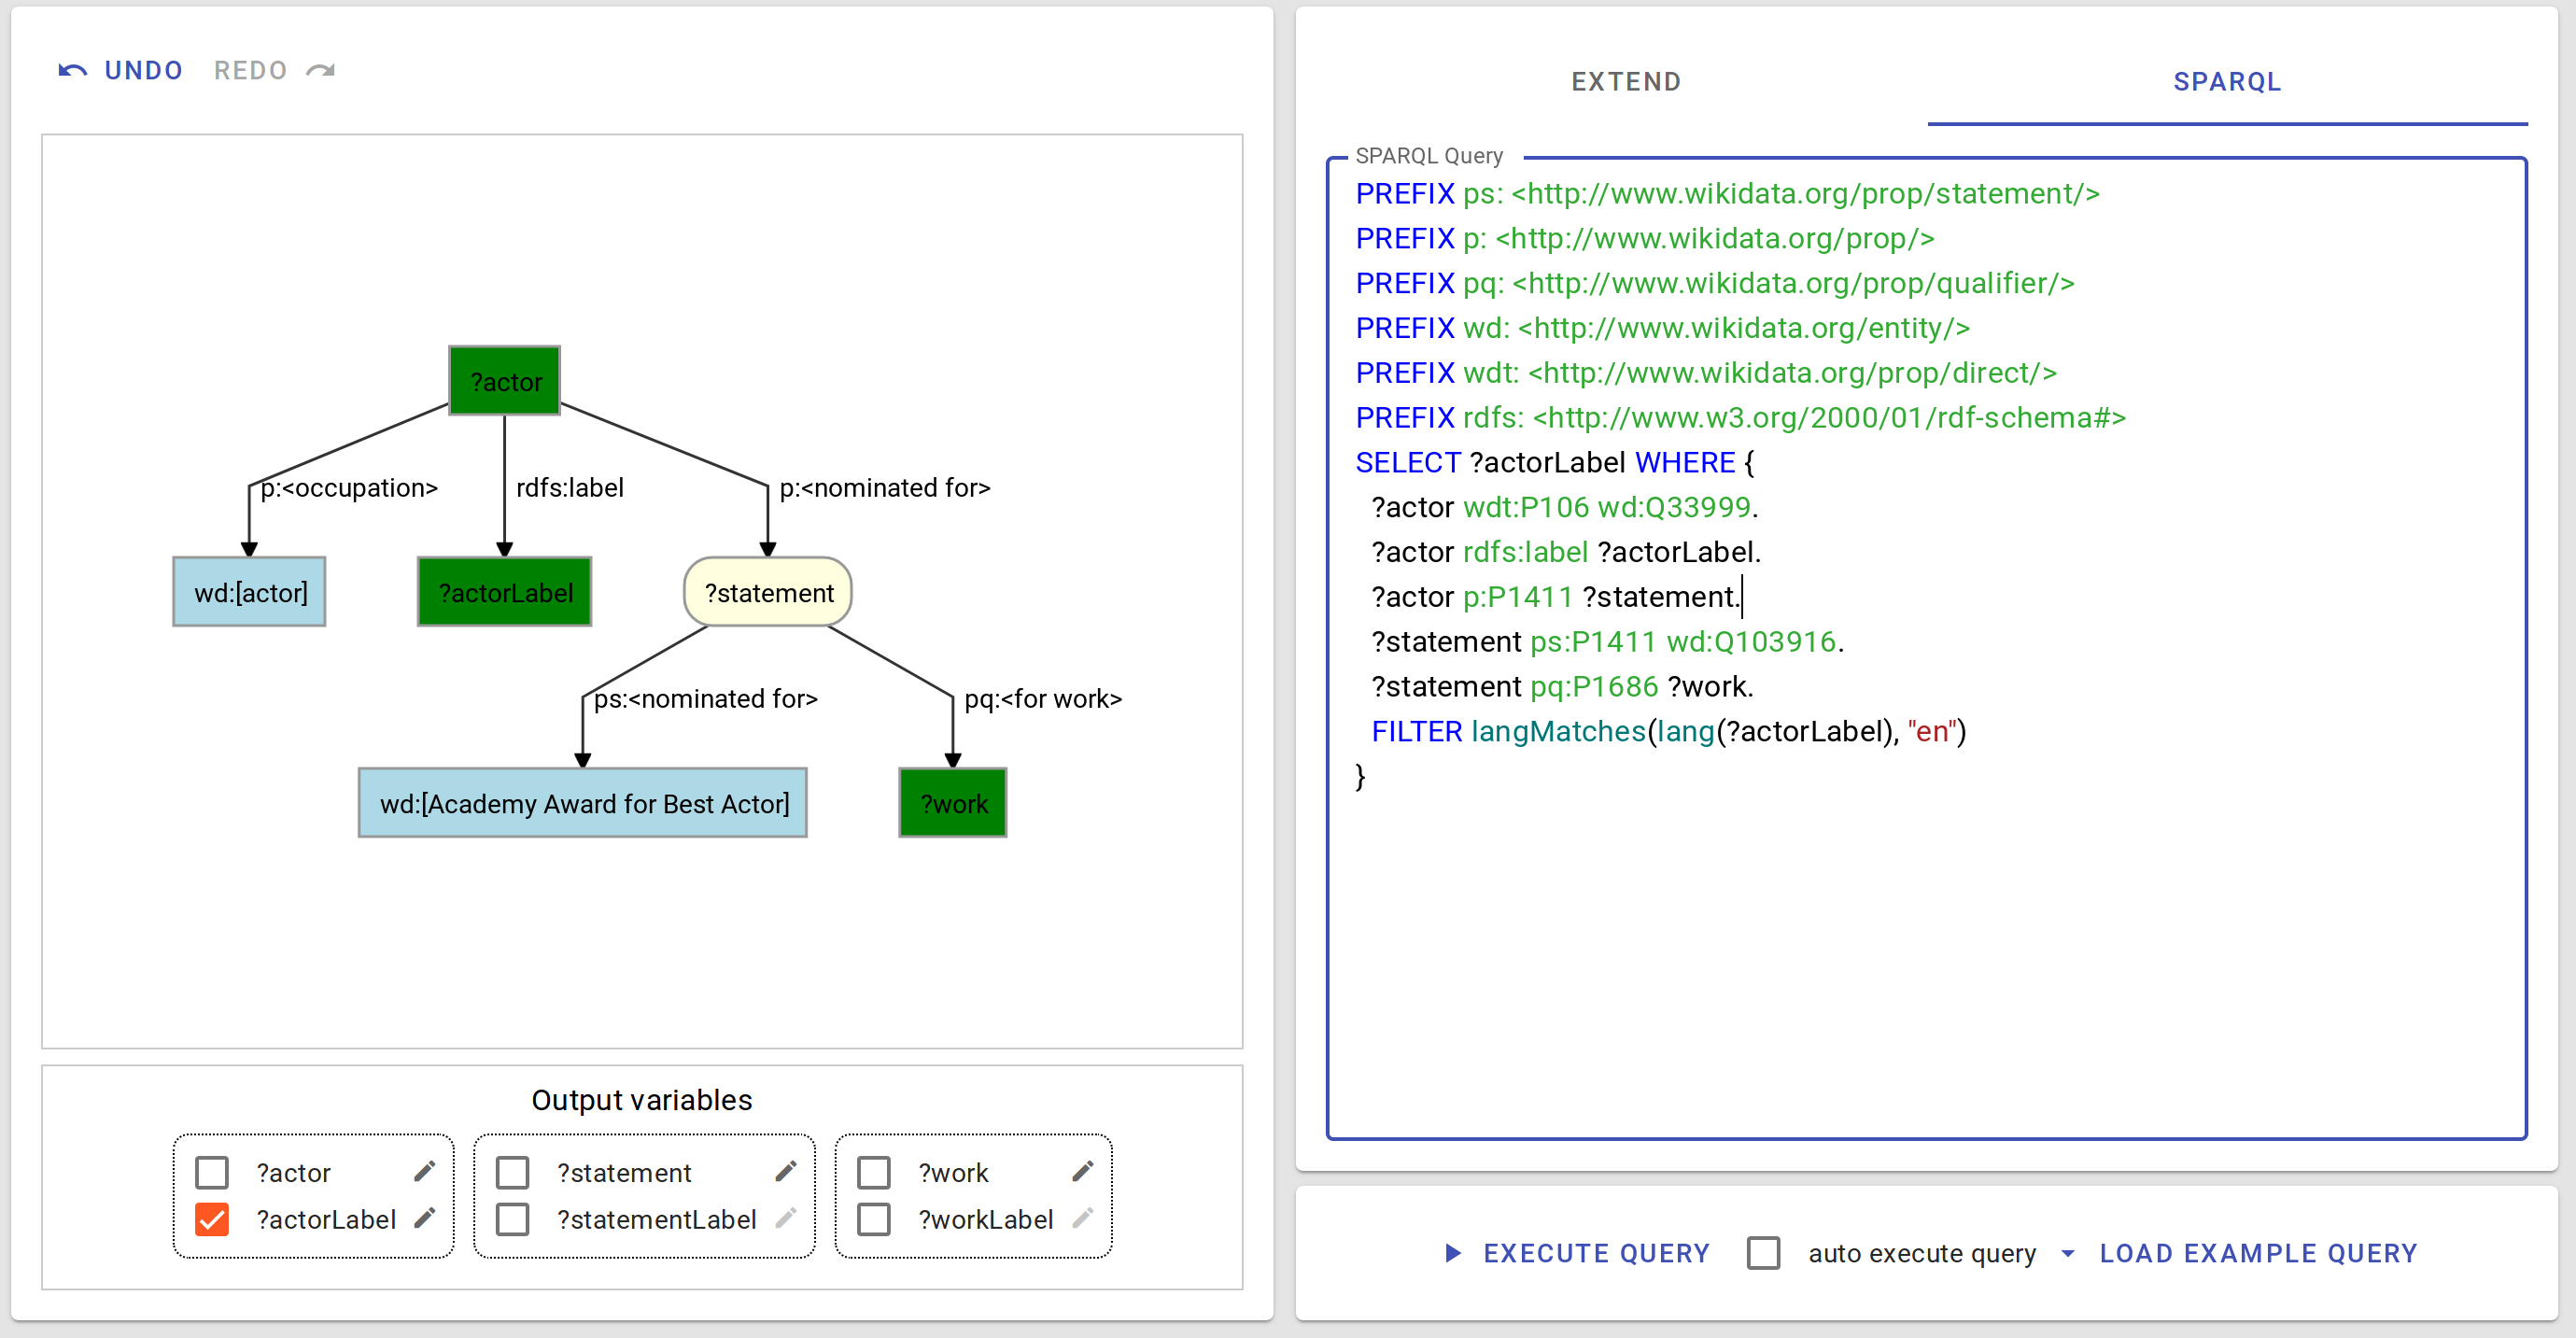 UNDO REDO
?actor
p:<occupation> rdfs:label p:<nominated for>
wd:[actor] ?actorLabel ?statement
ps:<nominated for> pq:<for work>
wd:[Academy Award for Best Actor] ?work
Output variables
?actor
?actorLabel
?statement
?statementLabel
?work
?workLabel
EXTEND SPARQL
SPARQL Query
PREFIX ps: <http://www.wikidata.org/prop/statement/>
PREFIX p: <http://www.wikidata.org/prop/>
PREFIX pq: <http://www.wikidata.org/prop/qualifier/>
PREFIX wd: <http://www.wikidata.org/entity/>
PREFIX wdt: <http://www.wikidata.org/prop/direct/>
PREFIX rdfs: <http://www.w3.org/2000/01/rdf-schema#>
SELECT ?actorLabel WHERE {
  ?actor wdt:P106 wd:Q33999.
  ?actor rdfs:label ?actorLabel.
  ?actor p:P1411 ?statement.
  ?statement ps:P1411 wd:Q103916.
  ?statement pq:P1686 ?work.
  FILTER langMatches(lang(?actorLabel), "en")
}
EXECUTE QUERY auto execute query LOAD EXAMPLE QUERY